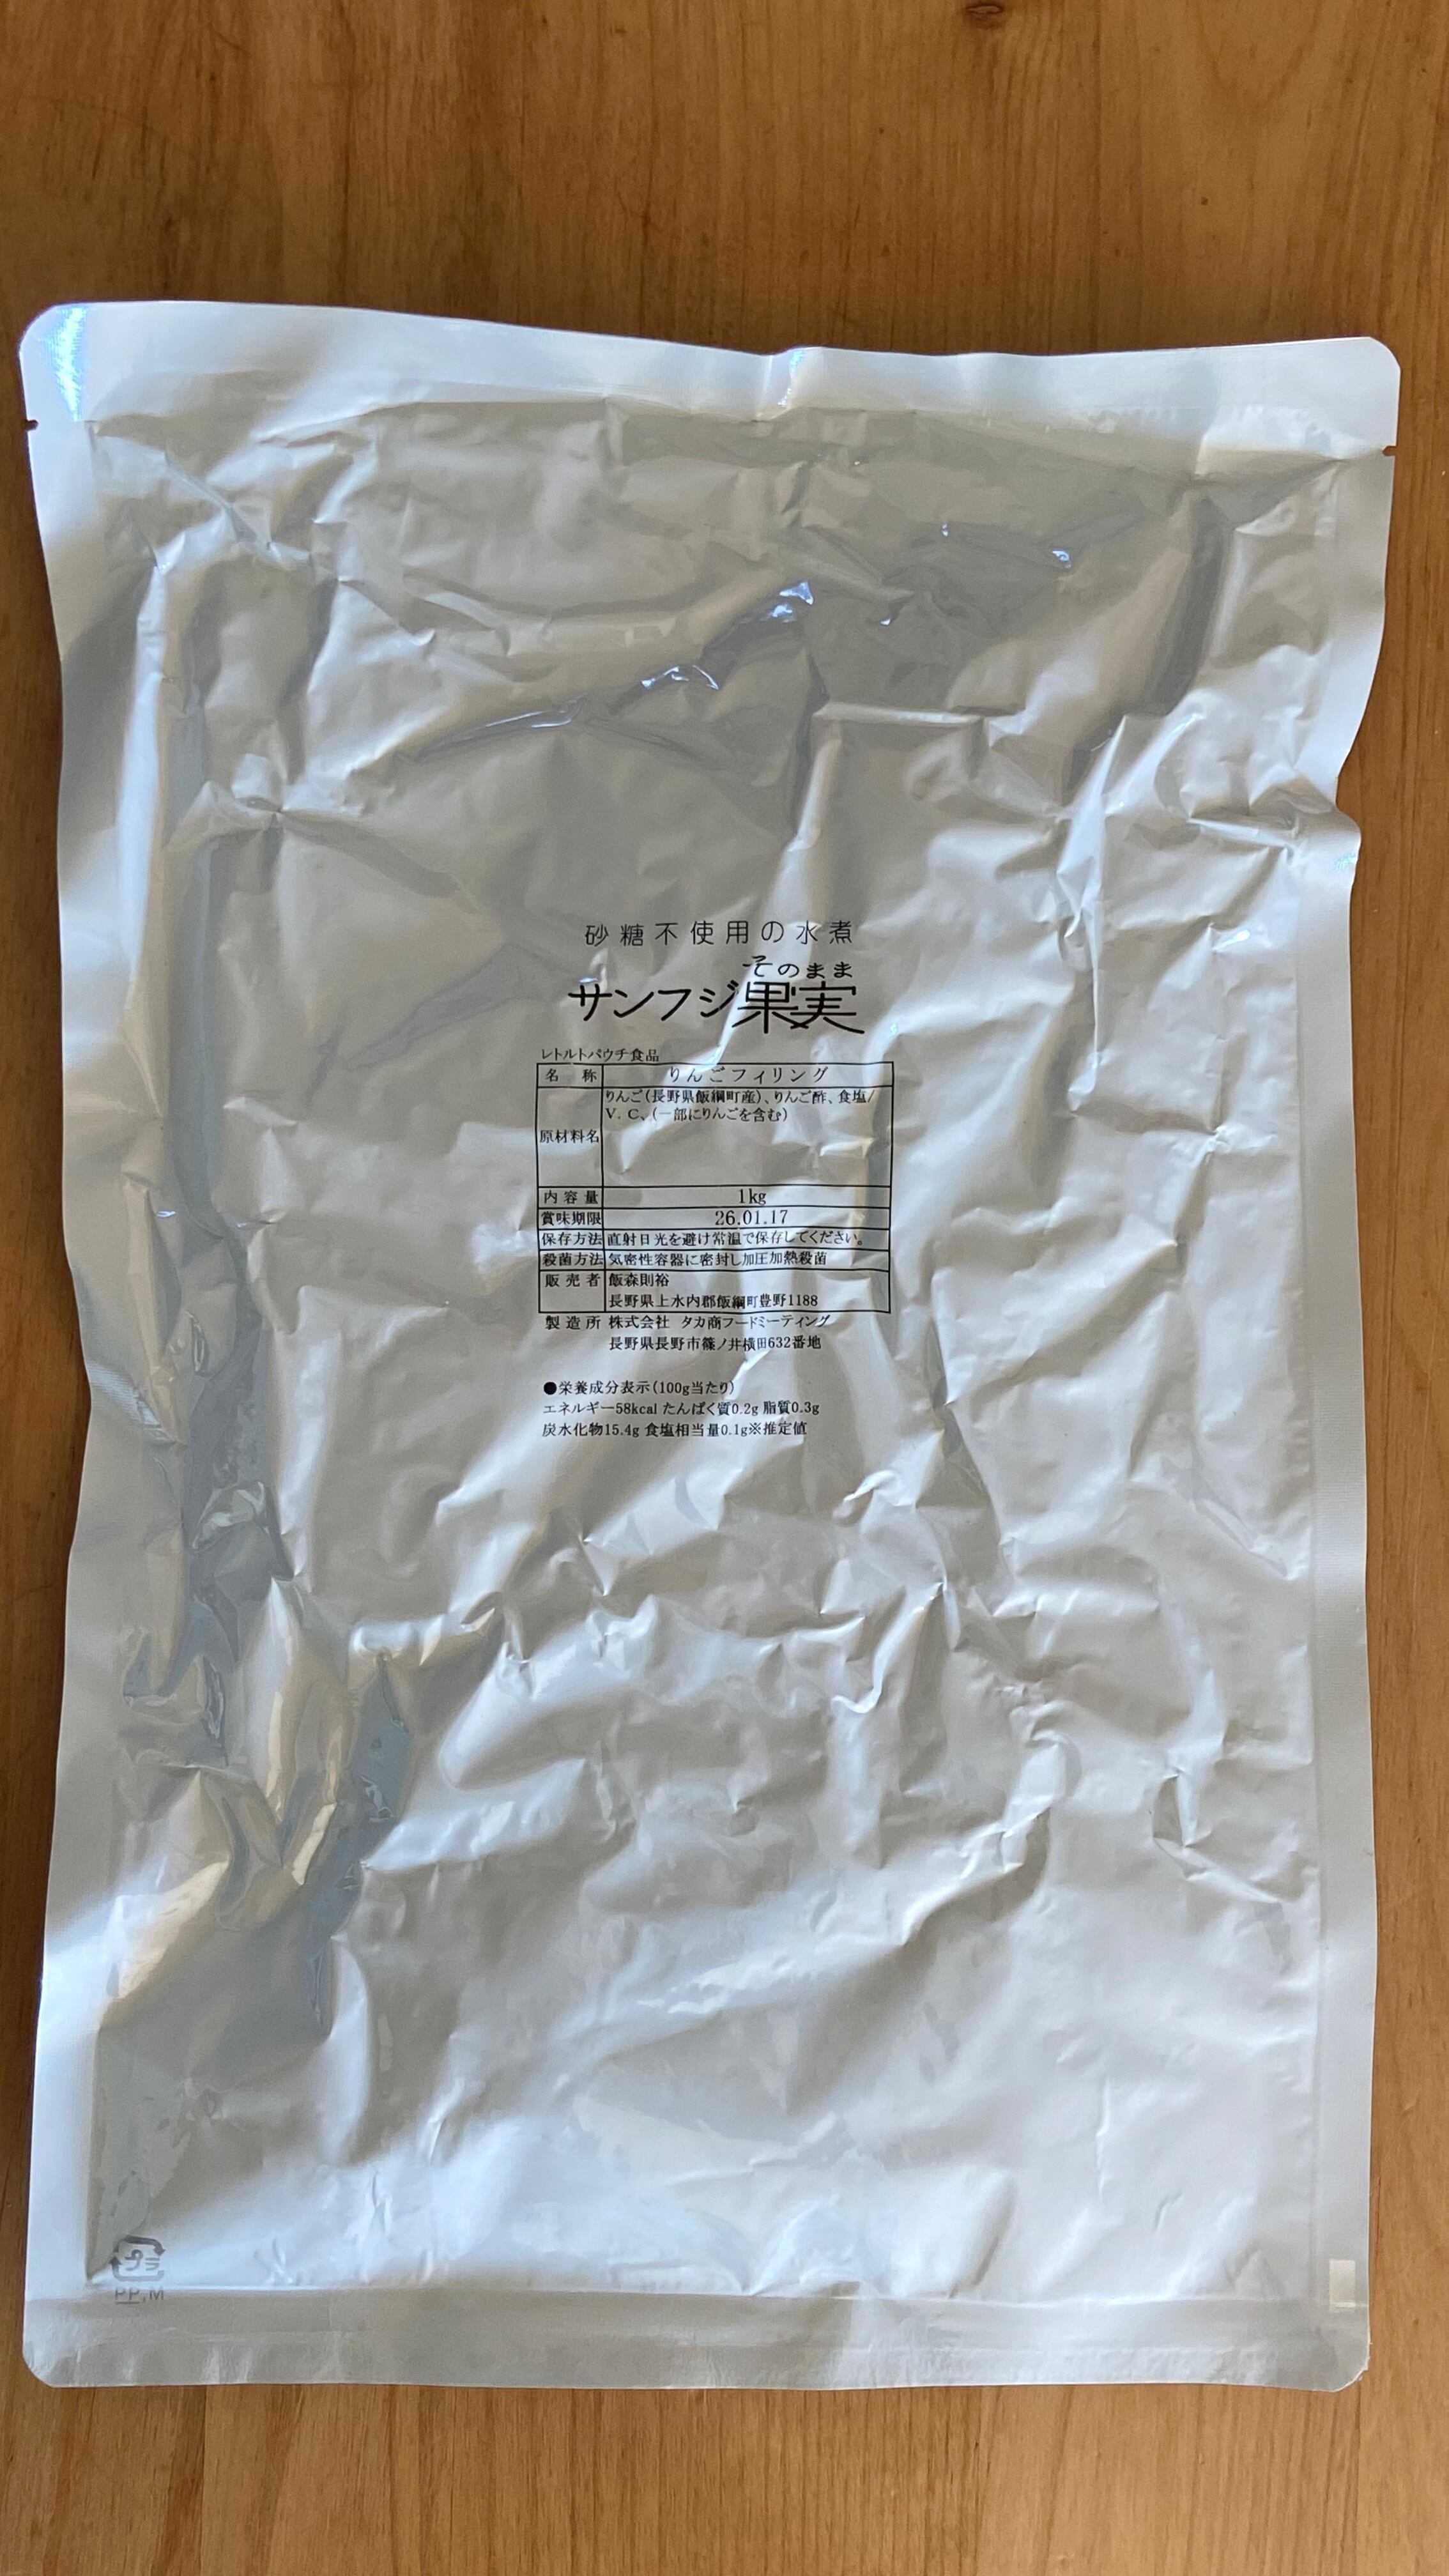 砂糖不使用の水煮
そのまま
サンフジ果実
レトルトパウチ食品
名 称 りんごフィリング
原材料名 りんご(長野県飯綱町産)、りんご酢、食塩/
V.C、(一部にりんごを含む)
内容量 1kg
賞味期限 26.01.17
保存方法 直射日光を避け常温で保存してください。
殺菌方法 気密性容器に密封し加圧加熱殺菌
販売者 飯森則裕
長野県上水内郡飯綱町豊野1188
製造所 株式会社 タカ商フードミーティング
長野県長野市篠ノ井横田632番地
●栄養成分表示(100g当たり)
エネルギー58kcal たんぱく質0.2g 脂質0.3g
炭水化物15.4g 食塩相当量0.1g※推定値
プラ
PP,M